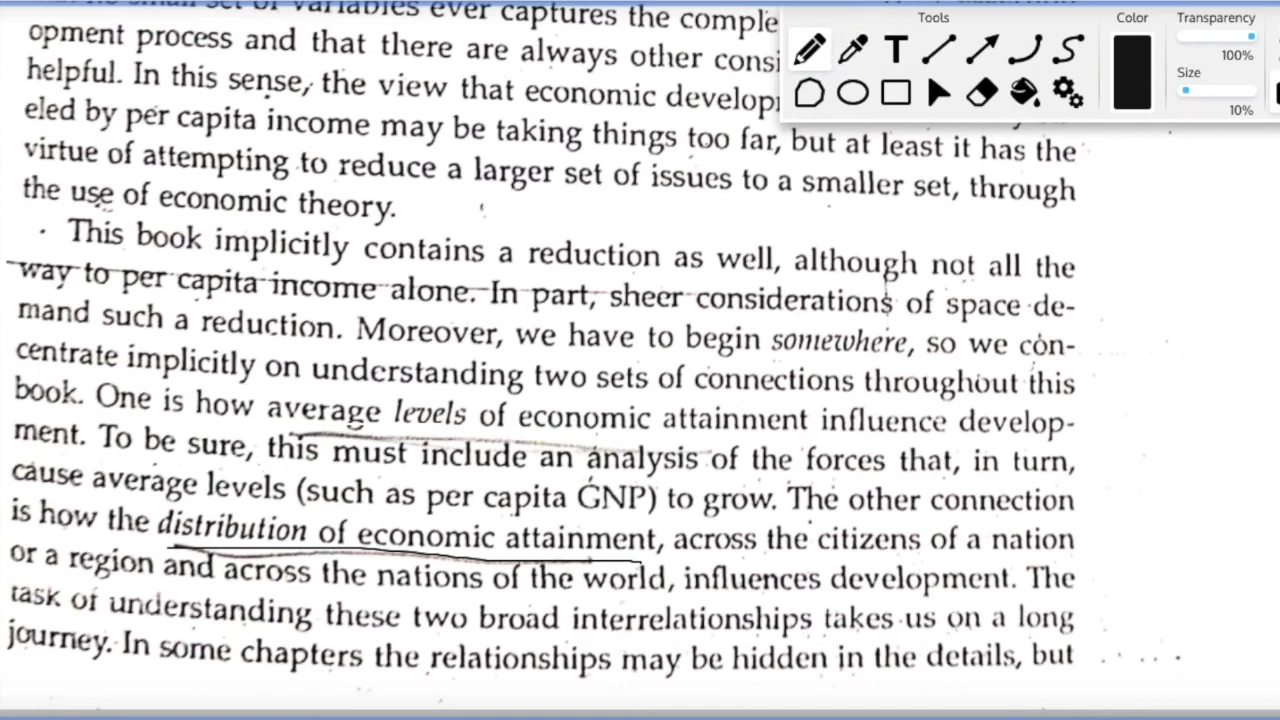 set of variables ever captures the comple
opment process and that there are always other consi
helpful. In this sense, the view that economic develop
eled by per capita income may be taking things too far, but at least it has the
virtue of attempting to reduce a larger set of issues to a smaller set, through
the use of economic theory.
This book implicitly contains a reduction as well, although not all the
way to per capita income alone. In part, sheer considerations of space de-
mand such a reduction. Moreover, we have to begin somewhere, so we con-
centrate implicitly on understanding two sets of connections throughout this
book. One is how average levels of economic attainment influence develop-
ment. To be sure, this must include an analysis of the forces that, in turn,
cause average levels (such as per capita GNP) to grow. The other connection
is how the distribution of economic attainment, across the citizens of a nation
or a region and across the nations of the world, influences development. The
task of understanding these two broad interrelationships takes us on a long
journey. In some chapters the relationships may be hidden in the details, but
Tools
Color
Transparency
100%
Size
10%
T